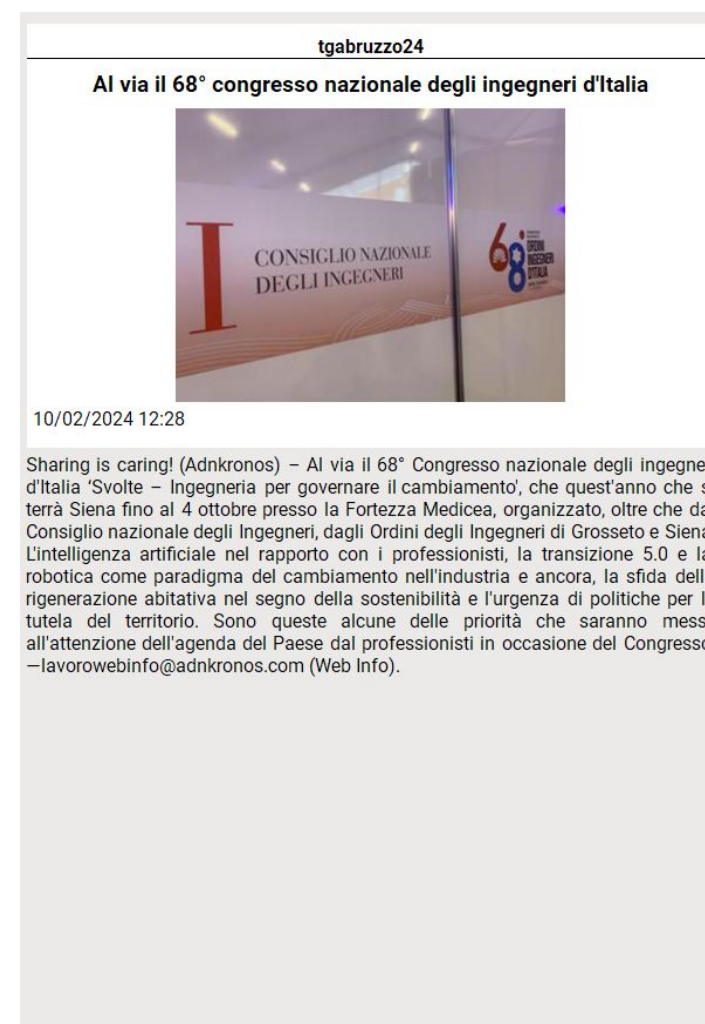 tgabruzzo24
Al via il 68° congresso nazionale degli ingegneri d'Italia
I
CONSIGLIO NAZIONALE
DEGLI INGEGNERI
68°
ORDINI
INGEGNERI
D'ITALIA
10/02/2024 12:28
Sharing is caring! (Adnkronos) – Al via il 68° Congresso nazionale degli ingegne
d'Italia ‘Svolte – Ingegneria per governare il cambiamento', che quest'anno che s
terrà Siena fino al 4 ottobre presso la Fortezza Medicea, organizzato, oltre che da
Consiglio nazionale degli Ingegneri, dagli Ordini degli Ingegneri di Grosseto e Siena
L'intelligenza artificiale nel rapporto con i professionisti, la transizione 5.0 e la
robotica come paradigma del cambiamento nell'industria e ancora, la sfida dell
rigenerazione abitativa nel segno della sostenibilità e l'urgenza di politiche per l
tutela del territorio. Sono queste alcune delle priorità che saranno mess
all'attenzione dell'agenda del Paese dal professionisti in occasione del Congresso
—lavorowebinfo@adnkronos.com (Web Info).